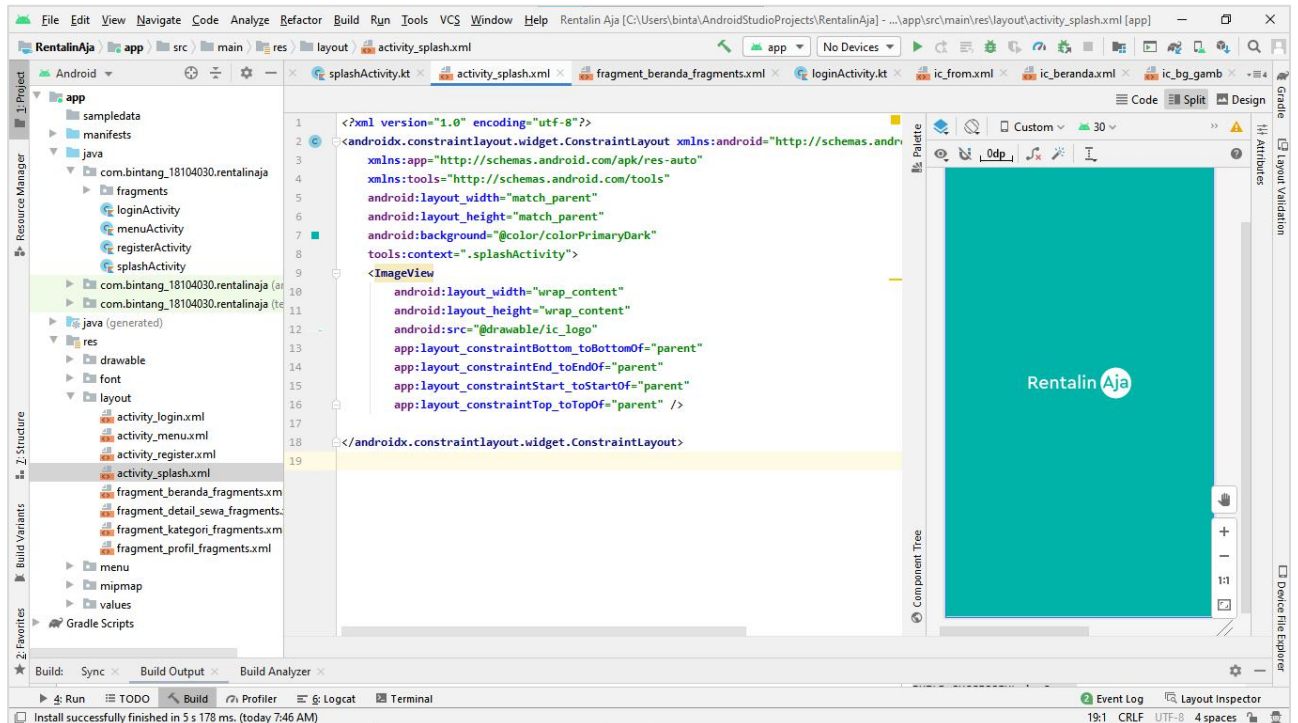 File Edit View Navigate Code Analyze Refactor Build Run Tools VCS Window Help Rentalin Aja [C:\Users\binta\AndroidStudioProjects\RentalinAja] - ...\app\src\main\res\layout\activity_splash.xml [app]
RentalinAja app src main res layout activity_splash.xml app No Devices
Android splashActivity.kt activity_splash.xml fragment_beranda_fragments.xml loginActivity.kt ic_from.xml ic_beranda.xml ic_bg_gamb
Code Split Design
1: Project
Resource Manager
Z: Structure
Build Variants
2: Favorites
app
sampledata
manifests
java
com.bintang_18104030.rentalinaja
fragments
loginActivity
menuActivity
registerActivity
splashActivity
com.bintang_18104030.rentalinaja (a
com.bintang_18104030.rentalinaja (te
java (generated)
res
drawable
font
layout
activity_login.xml
activity_menu.xml
activity_register.xml
activity_splash.xml
fragment_beranda_fragments.xm
fragment_detail_sewa_fragments.
fragment_kategori_fragments.xm
fragment_profil_fragments.xml
menu
mipmap
values
Gradle Scripts
1 <?xml version="1.0" encoding="utf-8"?>
2 <androidx.constraintlayout.widget.ConstraintLayout xmlns:android="http://schemas.andr
3 xmlns:app="http://schemas.android.com/apk/res-auto"
4 xmlns:tools="http://schemas.android.com/tools"
5 android:layout_width="match_parent"
6 android:layout_height="match_parent"
7 android:background="@color/colorPrimaryDark"
8 tools:context=".splashActivity">
9 <ImageView
10 android:layout_width="wrap_content"
11 android:layout_height="wrap_content"
12 android:src="@drawable/ic_logo"
13 app:layout_constraintBottom_toBottomOf="parent"
14 app:layout_constraintEnd_toEndOf="parent"
15 app:layout_constraintStart_toStartOf="parent"
16 app:layout_constraintTop_toTopOf="parent" />
17
18 </androidx.constraintlayout.widget.ConstraintLayout>
19
Palette
Component Tree
Custom 30
0dp
Rentalin Aja
1:1
Attributes
Gradle
Layout Validation
Device File Explorer
Build: Sync Build Output Build Analyzer
4: Run TODO Build Profiler 6: Logcat Terminal 2 Event Log Layout Inspector
Install successfully finished in 5 s 178 ms. (today 7:46 AM) 19:1 CRLF UTF-8 4 spaces